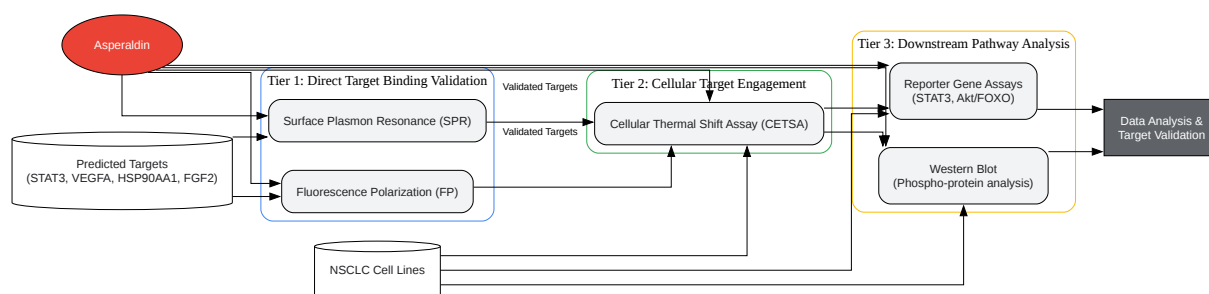 Asperaldin
Predicted Targets
(STAT3, VEGFA, HSP90AA1, FGF2)
Tier 1: Direct Target Binding Validation
Surface Plasmon Resonance (SPR)
Fluorescence Polarization (FP)
Validated Targets
Validated Targets
NSCLC Cell Lines
Tier 2: Cellular Target Engagement
Cellular Thermal Shift Assay (CETSA)
Tier 3: Downstream Pathway Analysis
Reporter Gene Assays
(STAT3, Akt/FOXO)
Western Blot
(Phospho-protein analysis)
Data Analysis &
Target Validation